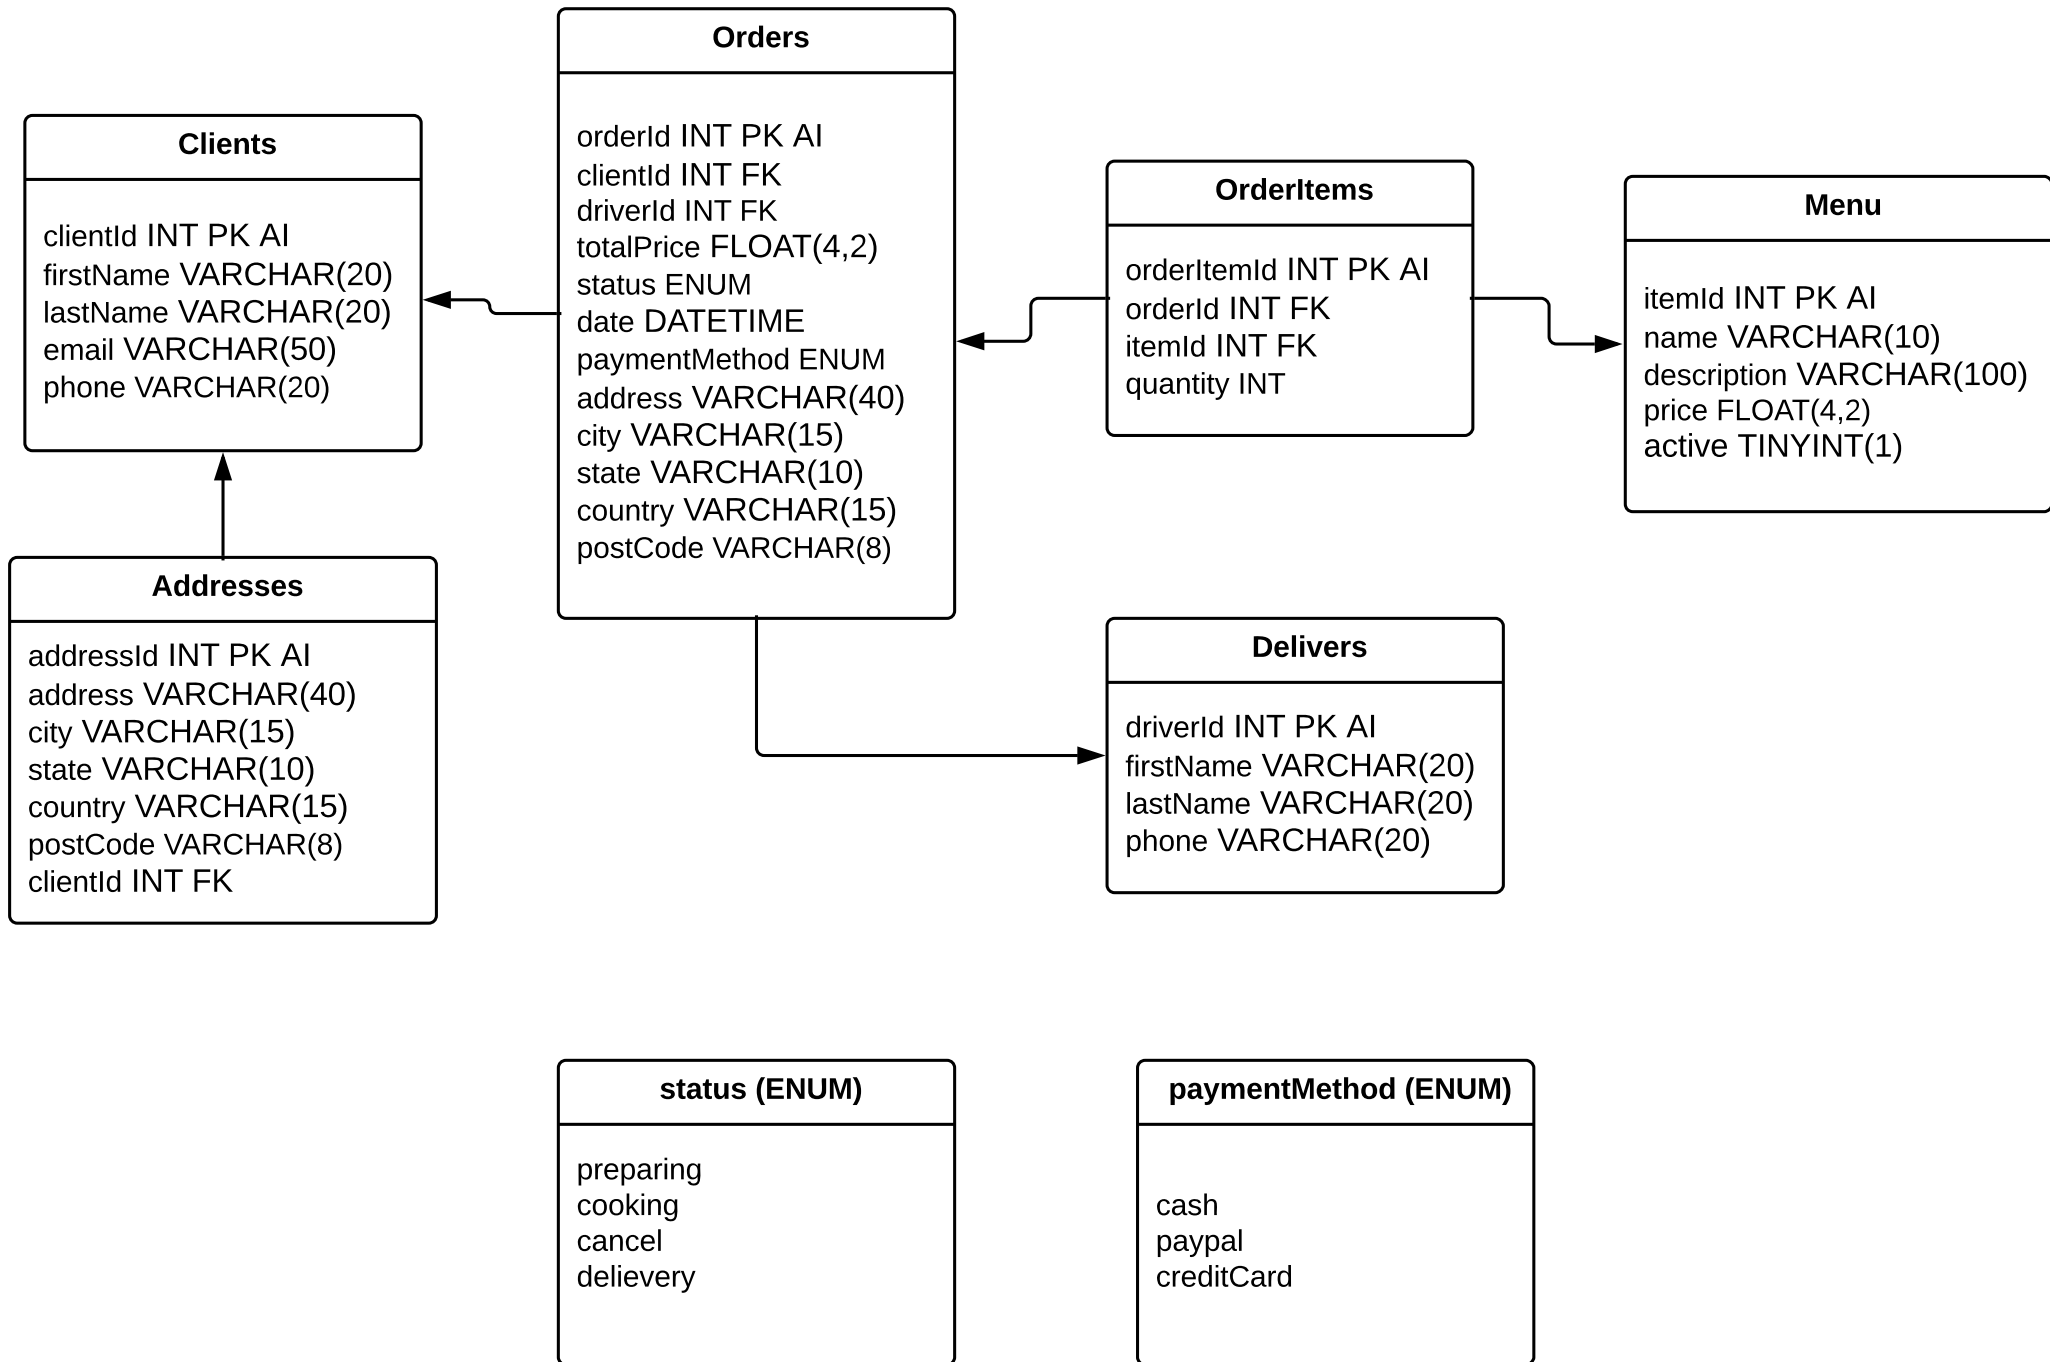 Orders
orderId INT PK AI
clientId INT FK
driverId INT FK
totalPrice FLOAT(4,2)
status ENUM
date DATETIME
paymentMethod ENUM
address VARCHAR(40)
city VARCHAR(15)
state VARCHAR(10)
country VARCHAR(15)
postCode VARCHAR(8)
Clients
clientId INT PK AI
firstName VARCHAR(20)
lastName VARCHAR(20)
email VARCHAR(50)
phone VARCHAR(20)
OrderItems
orderItemId INT PK AI
orderId INT FK
itemId INT FK
quantity INT
Menu
itemId INT PK AI
name VARCHAR(10)
description VARCHAR(100)
price FLOAT(4,2)
active TINYINT(1)
Addresses
addressId INT PK AI
address VARCHAR(40)
city VARCHAR(15)
state VARCHAR(10)
country VARCHAR(15)
postCode VARCHAR(8)
clientId INT FK
Delivers
driverId INT PK AI
firstName VARCHAR(20)
lastName VARCHAR(20)
phone VARCHAR(20)
status (ENUM)
preparing
cooking
cancel
delievery
paymentMethod (ENUM)
cash
paypal
creditCard